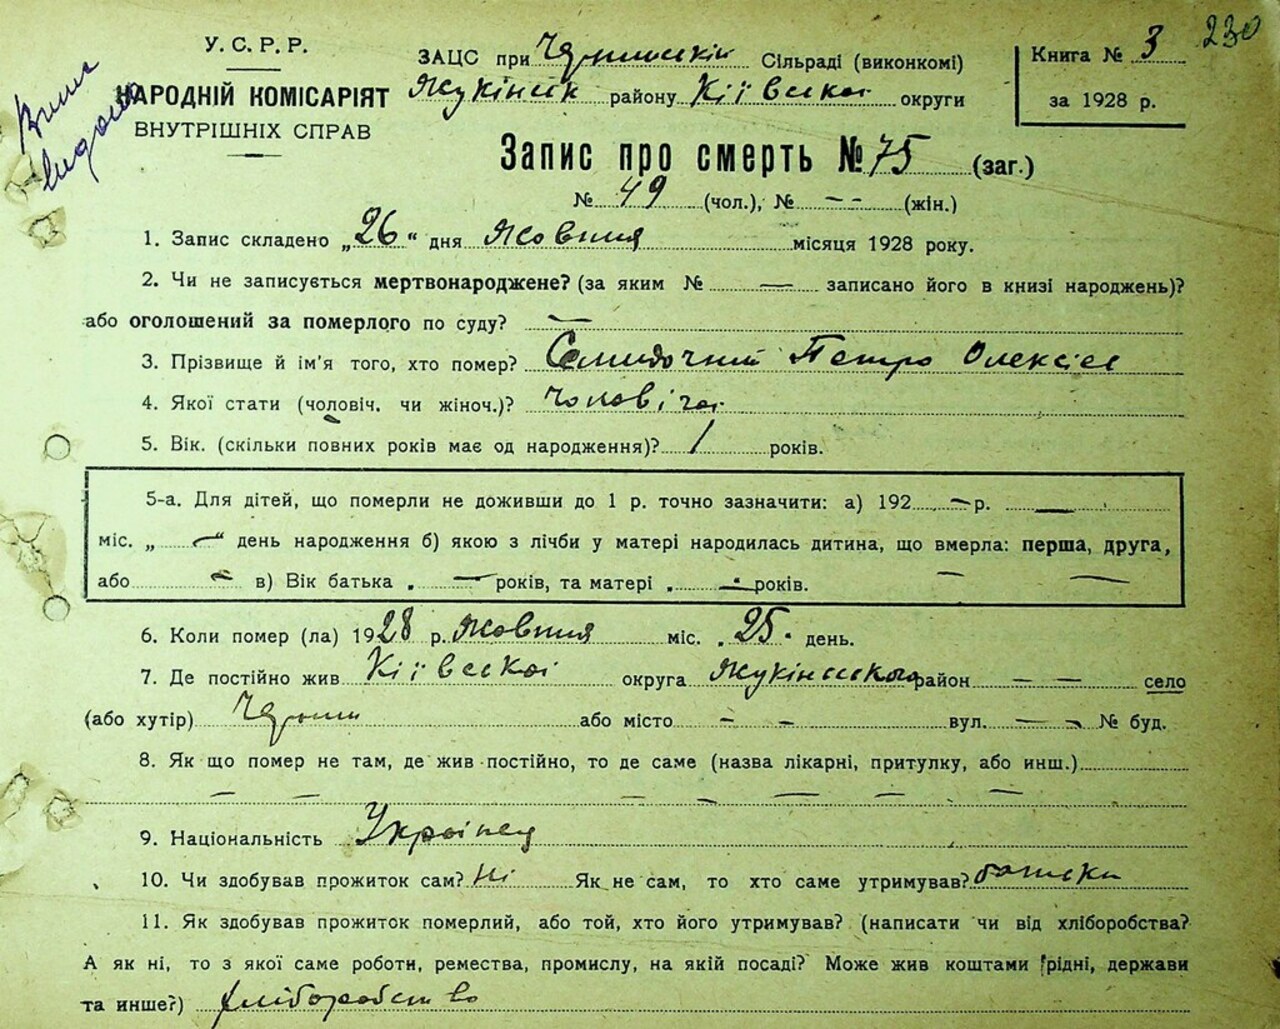 230
У. С. Р. Р.
НАРОДНІЙ КОМІСАРІЯТ
ВНУТРІШНІХ СПРАВ
ЗАЦС при Сільраді (виконкомі)
Жукінськ району Кіївської округи
Книга № 3
за 1928 р.
Запис про смерть № 75 (заг.)
№ 49 (чол.), № – – (жін.)
1. Запис складено „26“ дня Жовтня місяця 1928 року.
2. Чи не записується мертвонароджене? (за яким № — записано його в книзі народжень)?
або оголошений за померлого по суду? —
3. Прізвище й ім'я того, хто помер? Семидочний Петро Олексієв
4. Якої стати (чоловіч. чи жіноч.)? чоловічої
5. Вік. (скільки повних років має од народження)? 1 років.
5-а. Для дітей, що померли не доживши до 1 р. точно зазначити: а) 192 – р. —
міс. „ — “ день народження б) якою з лічби у матері народилась дитина, що вмерла: перша, друга,
або – в) Вік батька — років, та матері — років. — —
6. Коли помер (ла) 1928 р. Жовтня міс. 25 день.
7. Де постійно жив Кіївської округа Жукінського район — — село
(або хутір) або місто – – вул. — – № буд.
8. Як що помер не там, де жив постійно, то де саме (назва лікарні, притулку, або инш.)
— — — — — — —
9. Національність Українец
10. Чи здобував прожиток сам? Ні Як не сам, то хто саме утримував? батьки
11. Як здобував прожиток померлий, або той, хто його утримував? (написати чи від хліборобства?
А як ні, то з якої саме роботи, ремества, промислу, на якій посаді? Може жив коштами рідні, держави
та инше?) хліборобство